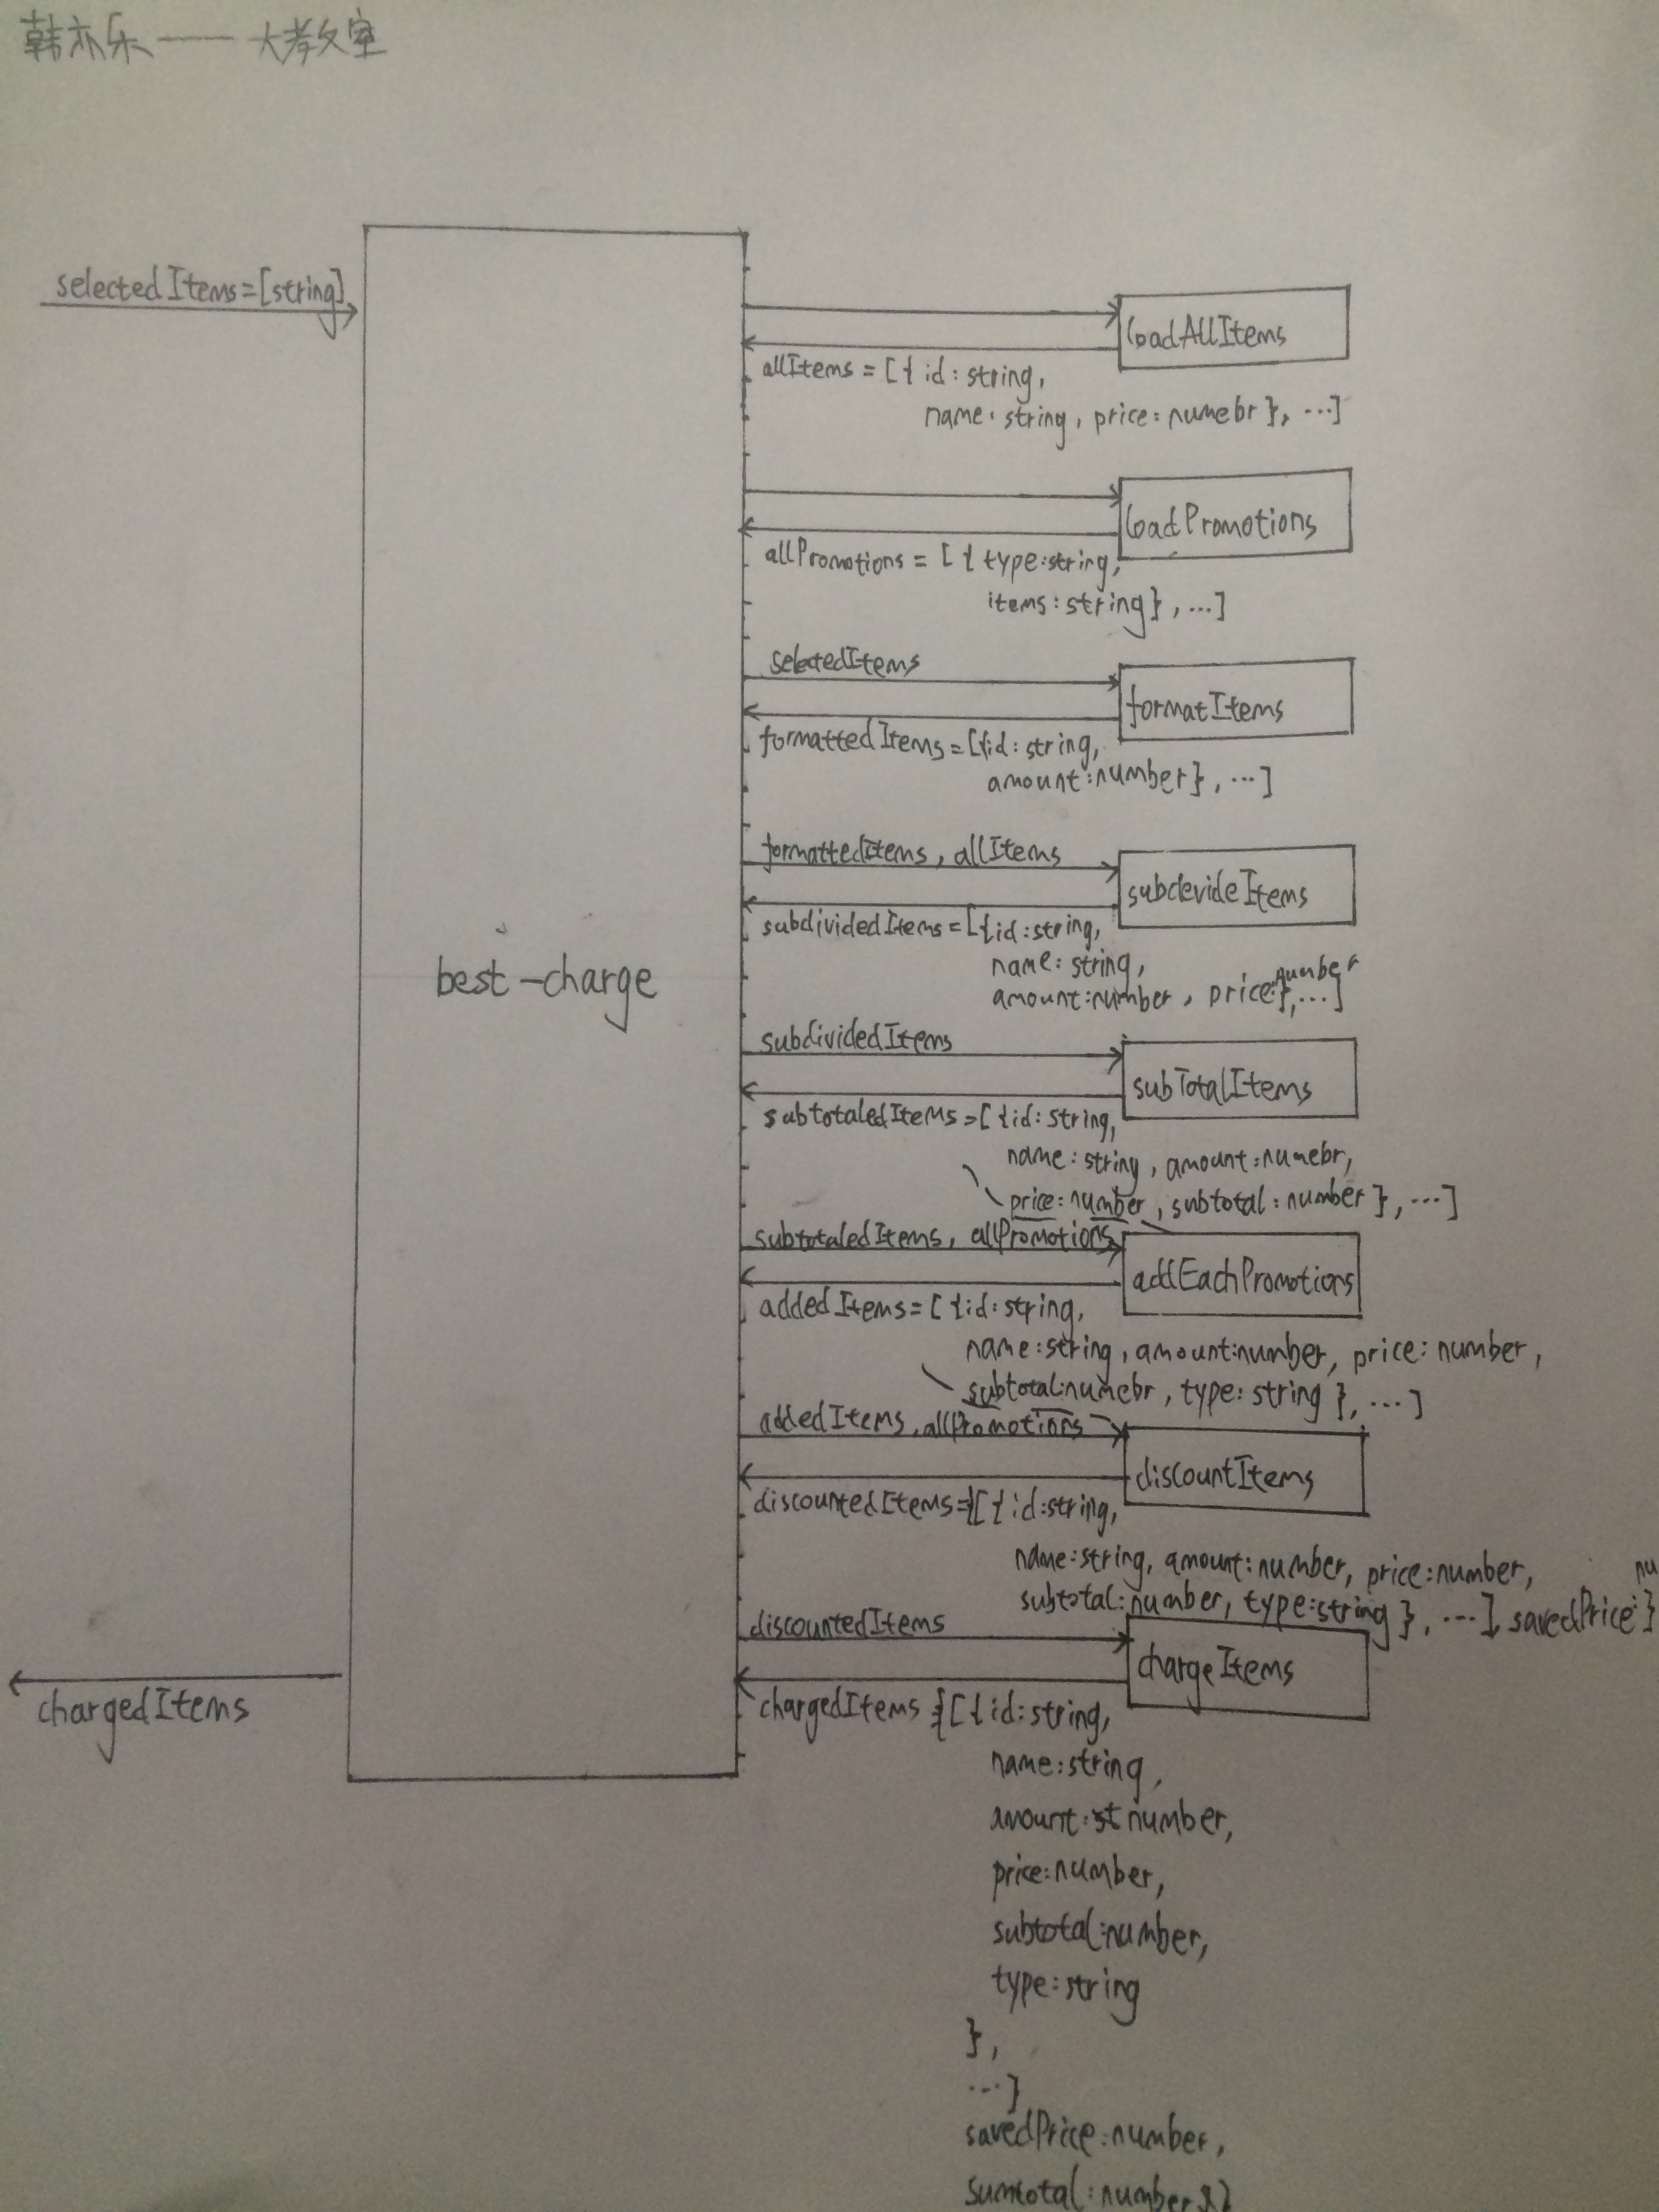 韩亦乐——大教室
selectedItems=[string]
loadAllItems
allItems = [{ id: string,
name: string, price: numebr }, ...]
loadPromotions
allPromotions = [ { type:string,
items: string} , ...]
selectedItems
formatItems
formattedItems=[{id: string,
amount:number} , ...]
formattedItems, allItems
subdevideItems
subdividedItems=[{id:string,
name: string,
amount:number, price:number},...]
best-charge
subdividedItems
subTotalItems
subtotaledItems=[{id: string,
name: string, amount:numebr,
price: number, subtotal: number }, ...]
subtotaledItems, allPromotions
addEachPromotions
addedItems=[{id: string,
name:string, amount:number, price: number,
subtotal:numebr, type: string }, ...]
addedItems, allPromotions
discountItems
discountedItems={[{id:string,
name:string, amount:number, price:number,
subtotal:number, type:string }, ...], savedPrice: nu}
discountedItems
chargeItems
chargedItems
chargedItems {[{id:string,
name:string,
amount:number,
price:number,
subtotal:number,
type:string
},
...]
savedPrice:number,
sumtotal:number